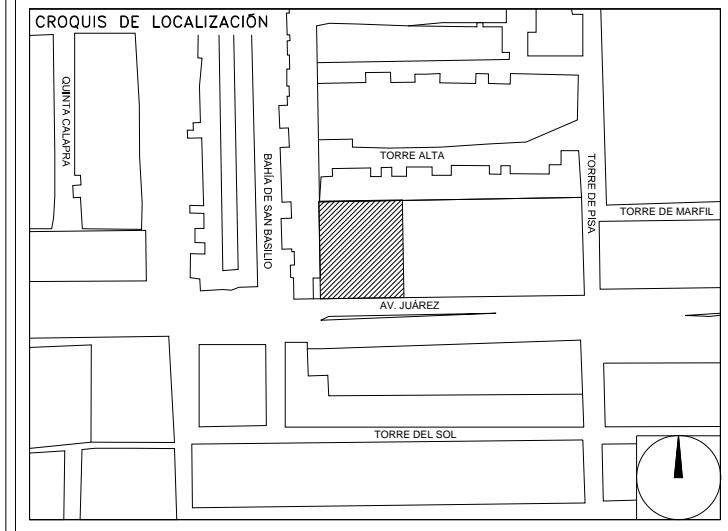 CROQUIS DE LOCALIZACIÓN
QUINTA CALAPRA
BAHÍA DE SAN BASILIO
TORRE ALTA
TORRE DE PISA
TORRE DE MARFIL
AV. JUÁREZ
TORRE DEL SOL